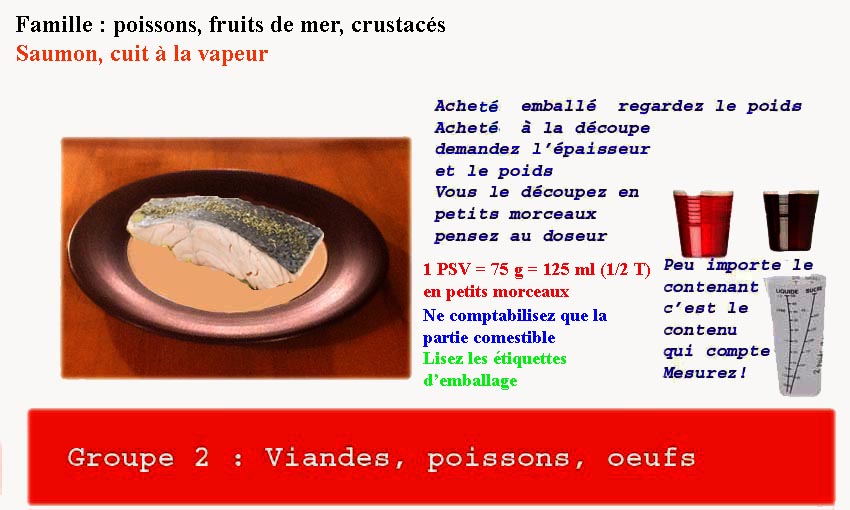 Famille : poissons, fruits de mer, crustacés
Saumon, cuit à la vapeur
Acheté emballé regardez le poids
Acheté à la découpe
demandez l'épaisseur
et le poids
Vous le découpez en
petits morceaux
pensez au doseur
1 PSV = 75 g = 125 ml (1/2 T)
en petits morceaux
Ne comptabilisez que la
partie comestible
Lisez les étiquettes
d'emballage
Peu importe le
contenant
c'est le
contenu
qui compte
Mesurez!
LIQUIDE SUCRE
Groupe 2 : Viandes, poissons, oeufs